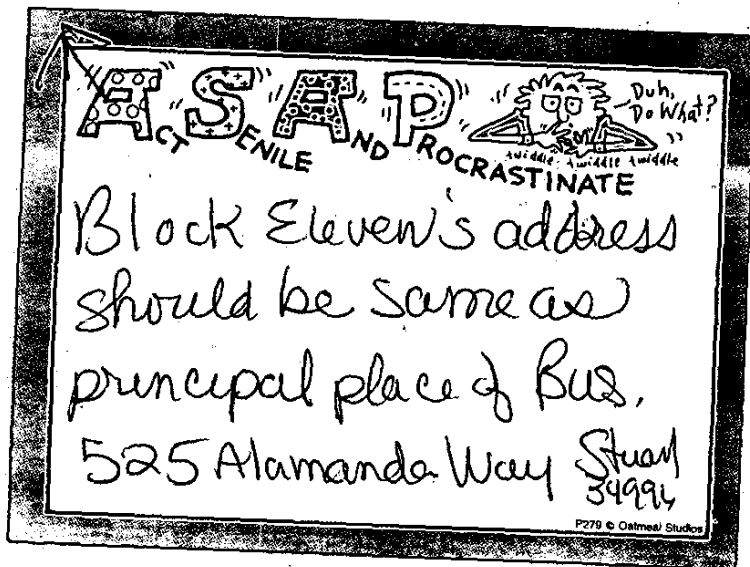 ASAP
ACT SENILE AND PROCRASTINATE
Duh,
Do What?
twiddle twiddle twiddle
Block Eleven's address
should be same as
principal place of Bus.
525 Alamanda Way Stuart
34994
P279 © Oatmeal Studios